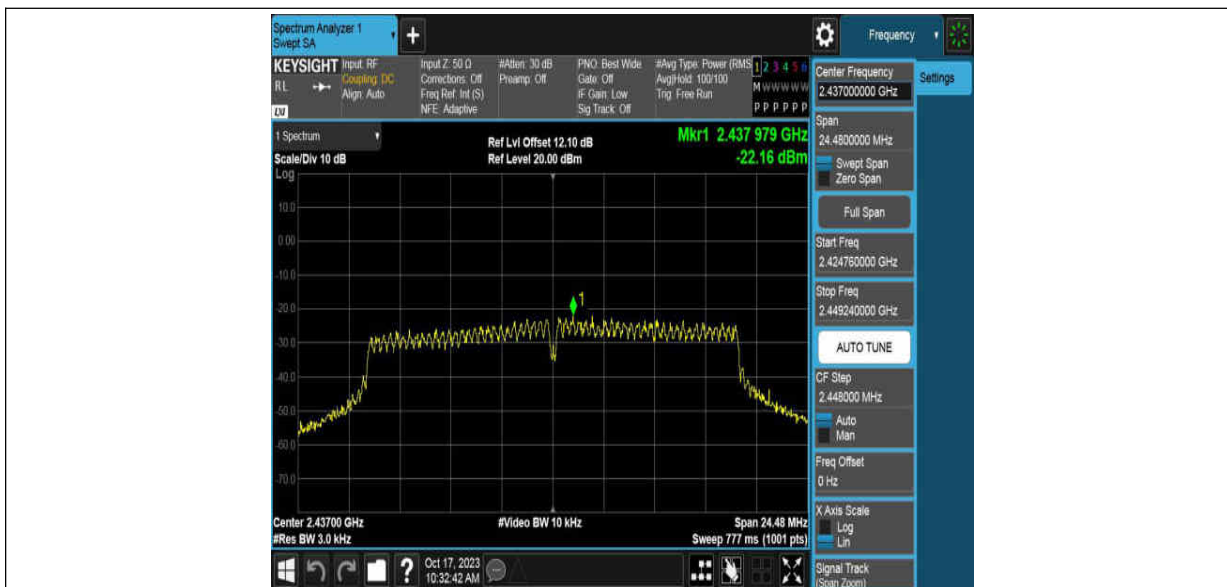 Spectrum Analyzer 1
Swept SA
+
Frequency
KEYSIGHT
RL
LXI
Input: RF
Coupling: DC
Align: Auto
Input Z: 50 Ω
Corrections: Off
Freq Ref: Int (S)
NFE: Adaptive
#Atten: 30 dB
Preamp: Off
PNO: Best Wide
Gate: Off
IF Gain: Low
Sig Track: Off
#Avg Type: Power (RMS
Avg|Hold: 100/100
Trig: Free Run
1 2 3 4 5 6
M W W W W W
P P P P P P
1 Spectrum
Scale/Div 10 dB
Ref Lvl Offset 12.10 dB
Ref Level 20.00 dBm
Mkr1 2.437 979 GHz
-22.16 dBm
Log
10.0
0.00
-10.0
-20.0
-30.0
-40.0
-50.0
-60.0
-70.0
1
Center 2.43700 GHz
#Res BW 3.0 kHz
#Video BW 10 kHz
Span 24.48 MHz
Sweep 777 ms (1001 pts)
?
Oct 17, 2023
10:32:42 AM
Center Frequency
2.437000000 GHz
Span
24.4800000 MHz
Swept Span
Zero Span
Full Span
Start Freq
2.424760000 GHz
Stop Freq
2.449240000 GHz
AUTO TUNE
CF Step
2.448000 MHz
Auto
Man
Freq Offset
0 Hz
X Axis Scale
Log
Lin
Signal Track
(Span Zoom)
Settings